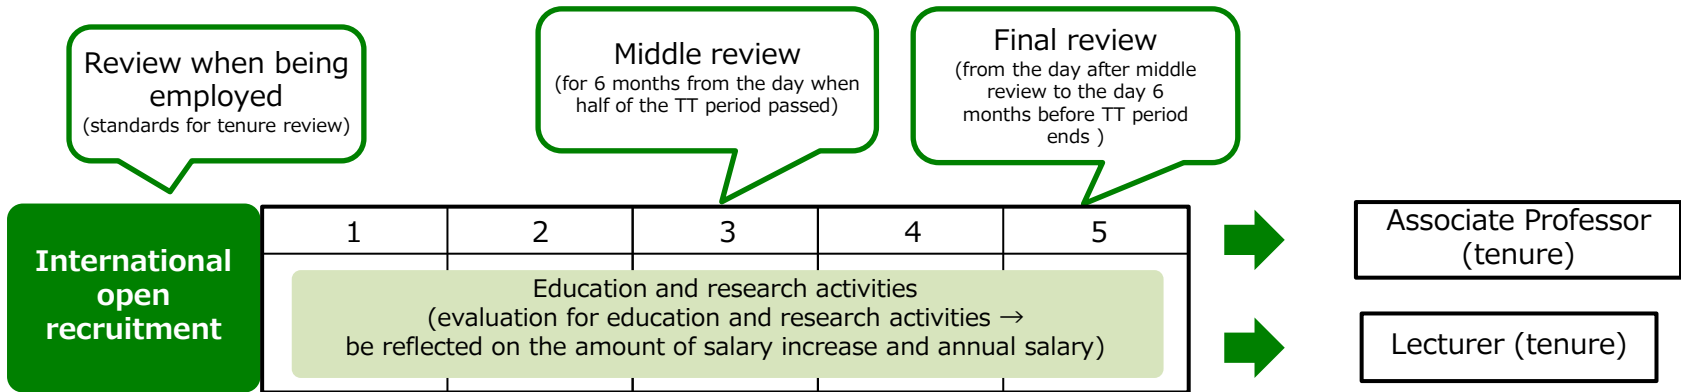 Review when being
employed
(standards for tenure review)
Middle review
(for 6 months from the day when
half of the TT period passed)
Final review
(from the day after middle
review to the day 6
months before TT period
ends )
International
open
recruitment
1 2 3 4 5
Education and research activities
(evaluation for education and research activities →
be reflected on the amount of salary increase and annual salary)
Associate Professor
(tenure)
Lecturer (tenure)